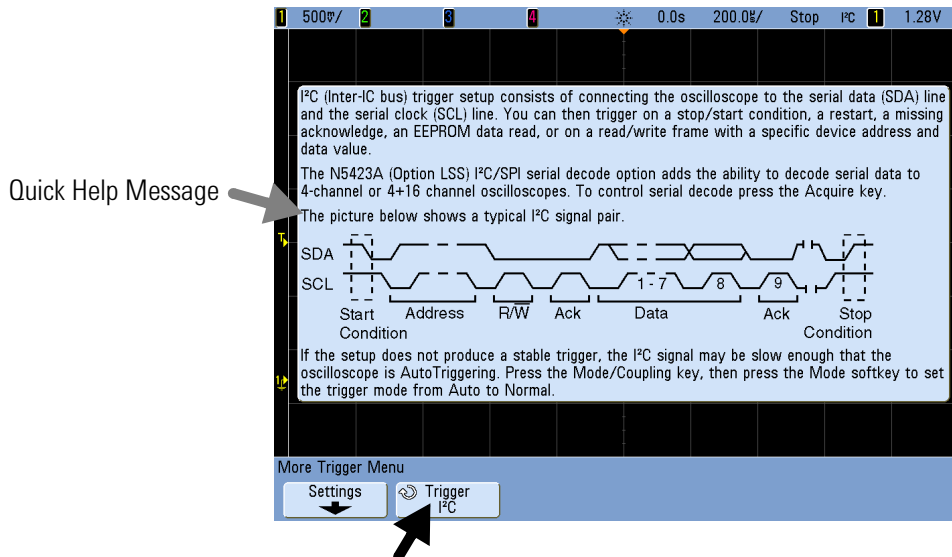 1 500㎷/ 2 3 4 0.0s 200.0㎲/ Stop I²C 1 1.28V
I²C (Inter-IC bus) trigger setup consists of connecting the oscilloscope to the serial data (SDA) line
and the serial clock (SCL) line. You can then trigger on a stop/start condition, a restart, a missing
acknowledge, an EEPROM data read, or on a read/write frame with a specific device address and
data value.
The N5423A (Option LSS) I²C/SPI serial decode option adds the ability to decode serial data to
4-channel or 4+16 channel oscilloscopes. To control serial decode press the Acquire key.
Quick Help Message
The picture below shows a typical I²C signal pair.
T
SDA
SCL 1 - 7 8 9
Start Address R/W̅ Ack Data Ack Stop
Condition Condition
If the setup does not produce a stable trigger, the I²C signal may be slow enough that the
oscilloscope is AutoTriggering. Press the Mode/Coupling key, then press the Mode softkey to set
1
the trigger mode from Auto to Normal.
More Trigger Menu
Settings Trigger
I²C